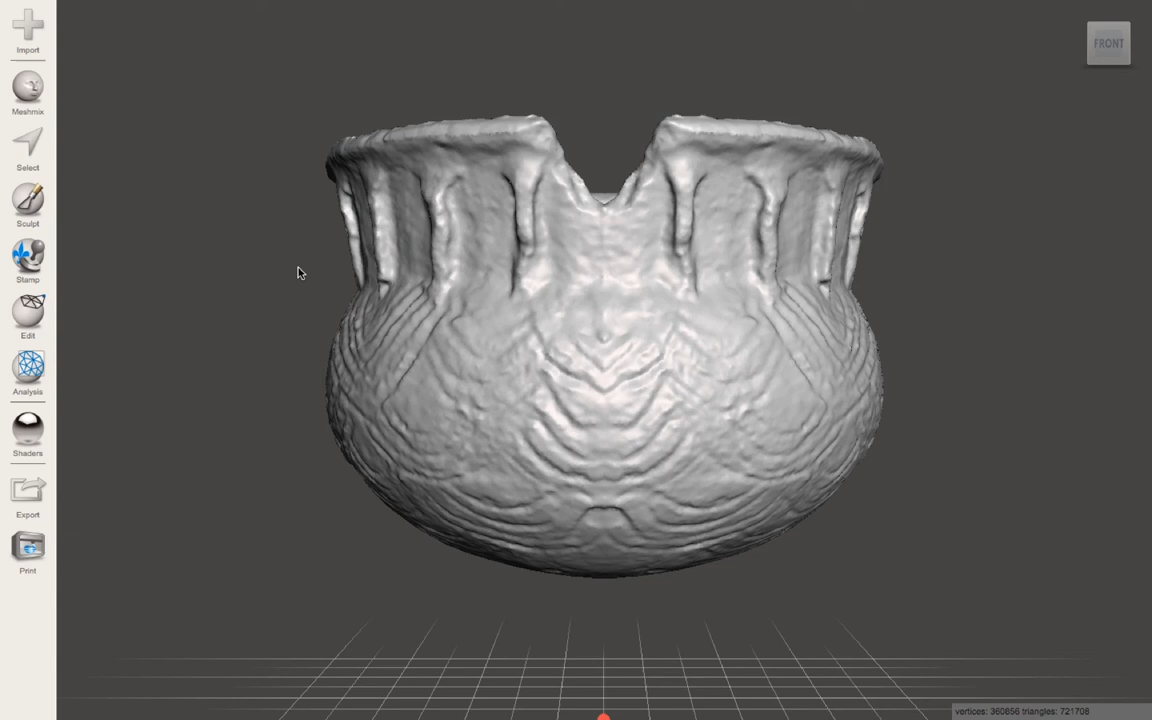 Import
FRONT
Meshmix
Select
Sculpt
Stamp
Edit
Analysis
Shaders
Export
Print
vertices: 360856 triangles: 721708